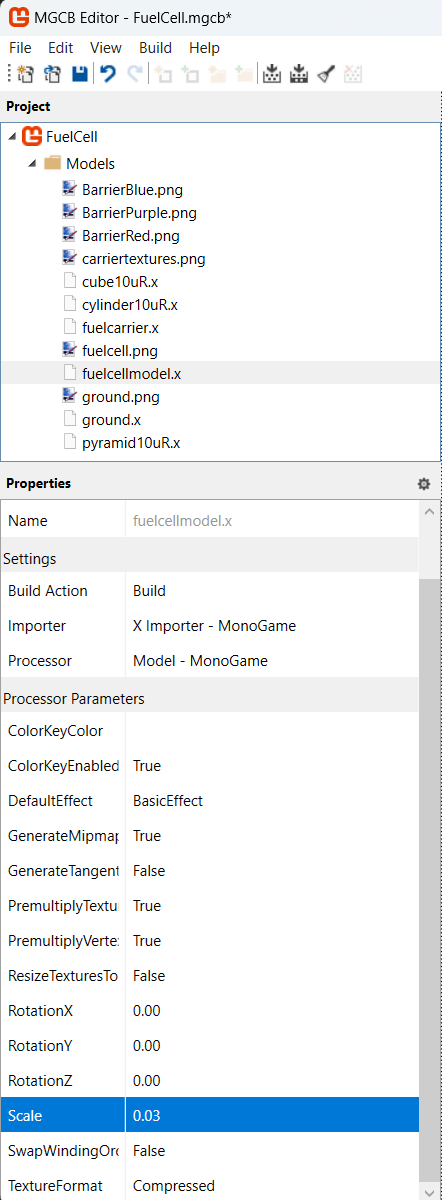 MGCB Editor - FuelCell.mgcb*
File Edit View Build Help
Project
FuelCell
Models
BarrierBlue.png
BarrierPurple.png
BarrierRed.png
carriertextures.png
cube10uR.x
cylinder10uR.x
fuelcarrier.x
fuelcell.png
fuelcellmodel.x
ground.png
ground.x
pyramid10uR.x
Properties
Name fuelcellmodel.x
Settings
Build Action Build
Importer X Importer - MonoGame
Processor Model - MonoGame
Processor Parameters
ColorKeyColor
ColorKeyEnabled True
DefaultEffect BasicEffect
GenerateMipmap True
GenerateTangent False
PremultiplyTextu True
PremultiplyVerte True
ResizeTexturesTo False
RotationX 0.00
RotationY 0.00
RotationZ 0.00
Scale 0.03
SwapWindingOrd False
TextureFormat Compressed